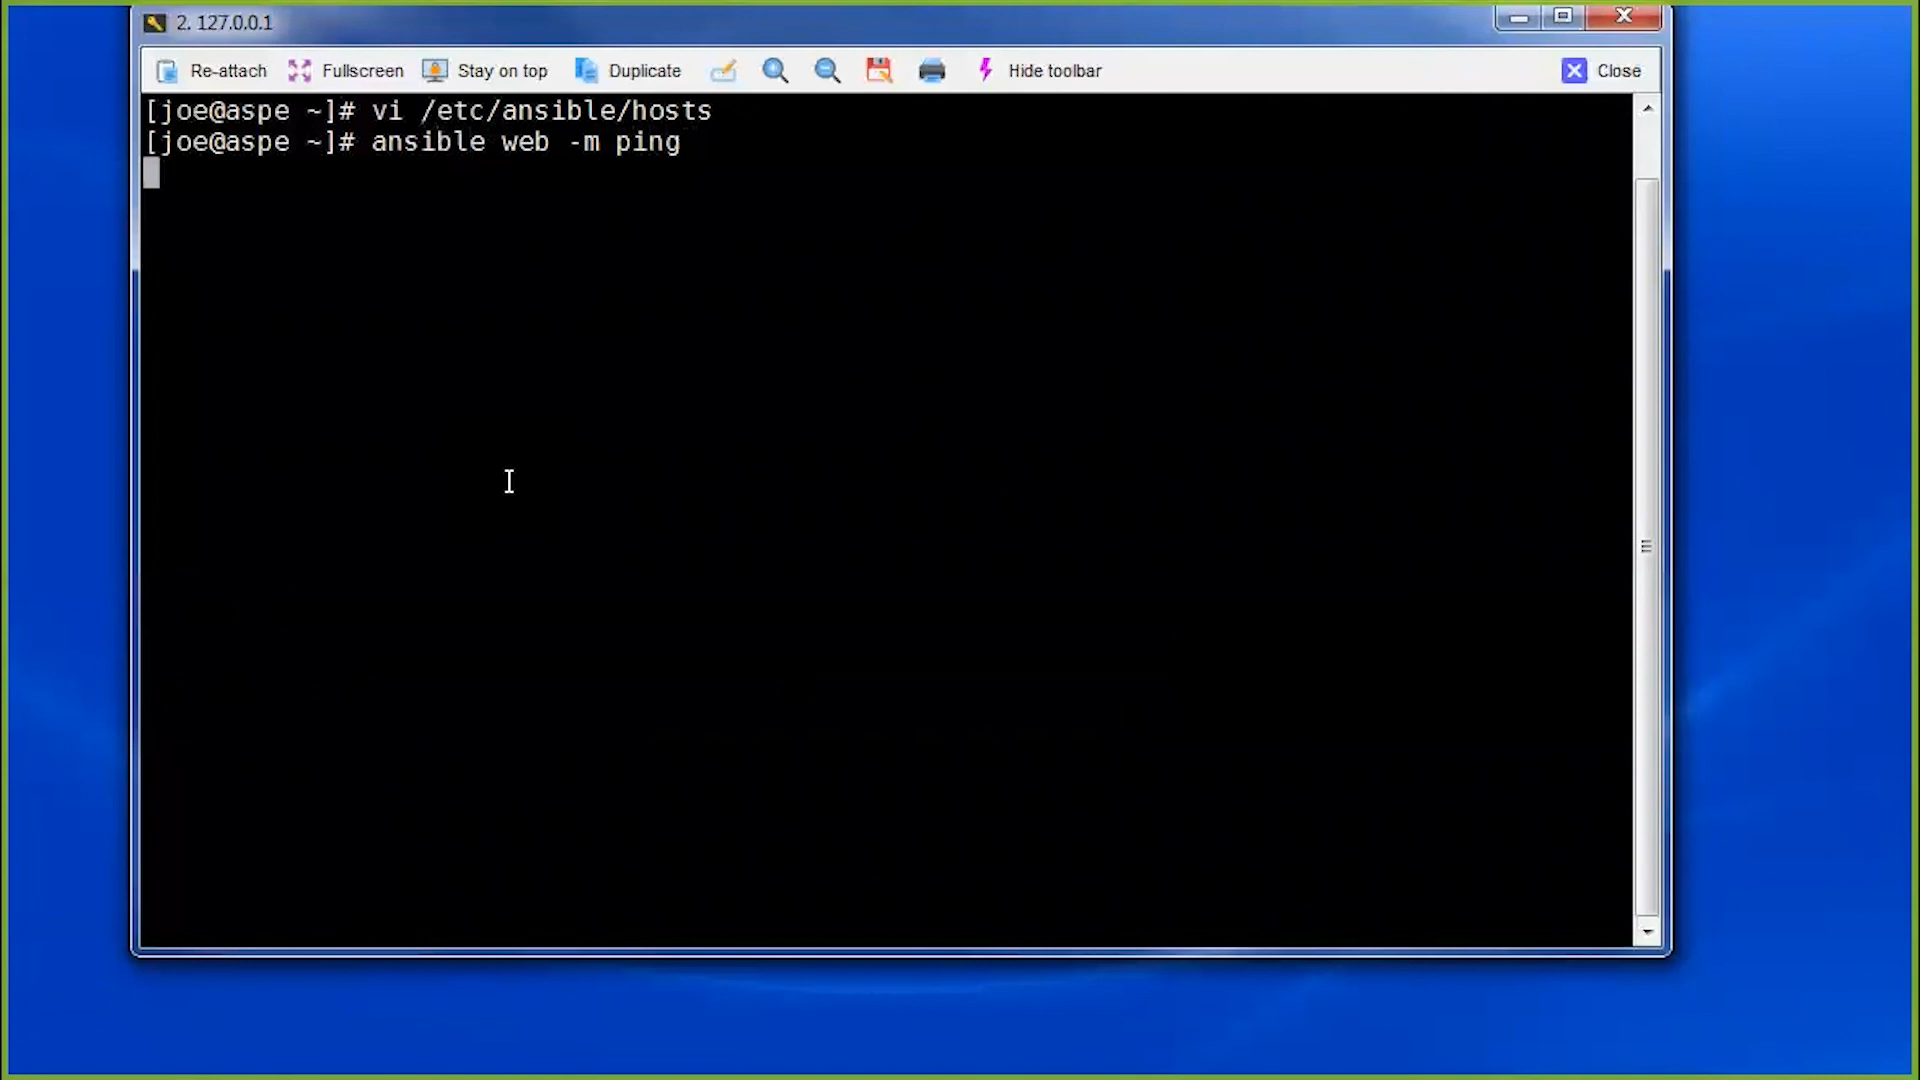 2. 127.0.0.1
Re-attach Fullscreen Stay on top Duplicate Hide toolbar Close
[joe@aspe ~]# vi /etc/ansible/hosts
[joe@aspe ~]# ansible web -m ping